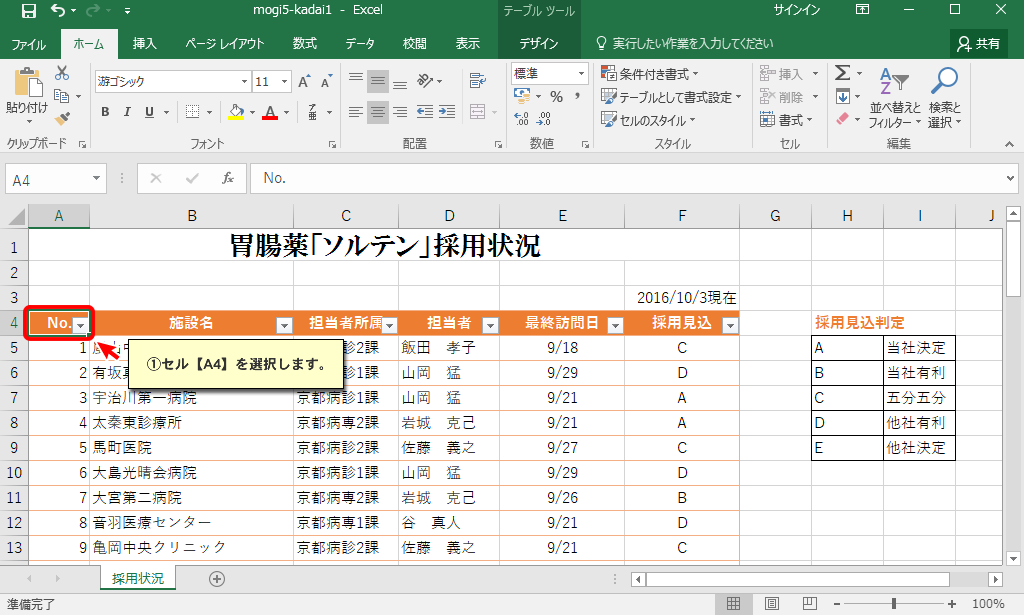 mogi5-kadai1 - Excel
テーブル ツール
サインイン
ファイル ホーム 挿入 ページ レイアウト 数式 データ 校閲 表示 デザイン 実行したい作業を入力してください 共有
貼り付け
クリップボード
游ゴシック 11
B I U
フォント
配置
標準
% ,
数値
条件付き書式
テーブルとして書式設定
セルのスタイル
スタイル
挿入
削除
書式
セル
並べ替えと
フィルター
検索と
選択
編集
A4 fx No.
A B C D E F G H I J
1 胃腸薬「ソルテン」採用状況
2
3 2016/10/3現在
4 No. 施設名 担当者所属 担当者 最終訪問日 採用見込 採用見込判定
①セル【A4】を選択します。
5 1 診2課 飯田 孝子 9/18 C A 当社決定
6 2 有坂 診1課 山岡 猛 9/29 D B 当社有利
7 3 宇治川第一病院 京都病診1課 山岡 猛 9/21 A C 五分五分
8 4 太秦東診療所 京都病専2課 岩城 克己 9/21 A D 他社有利
9 5 馬町医院 京都病診2課 佐藤 義之 9/27 C E 他社決定
10 6 大島光晴会病院 京都病診1課 山岡 猛 9/29 D
11 7 大宮第二病院 京都病専2課 岩城 克己 9/26 B
12 8 音羽医療センター 京都病専1課 谷 真人 9/21 D
13 9 亀岡中央クリニック 京都病診2課 佐藤 義之 9/21 C
採用状況
準備完了 100%